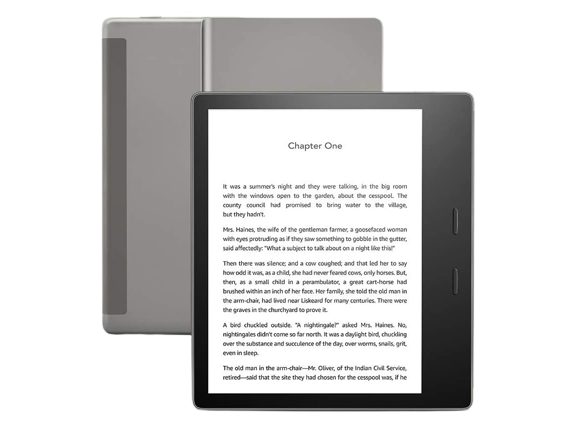 Chapter One
It was a summer's night and they were talking, in the big room
with the windows open to the garden, about the cesspool. The
county council had promised to bring water to the village,
but they hadn't.
Mrs. Haines, the wife of the gentleman farmer, a goosefaced woman
with eyes protruding as if they saw something to gobble in the gutter,
said affectedly: "What a subject to talk about on a night like this!"
Then there was silence; and a cow coughed; and that led her to say
how odd it was, as a child, she had never feared cows, only horses. But,
then, as a small child in a perambulator, a great cart-horse had
brushed within an inch of her face. Her family, she told the old man in
the arm-chair, had lived near Liskeard for many centuries. There were
the graves in the churchyard to prove it.
A bird chuckled outside. "A nightingale?" asked Mrs. Haines. No,
nightingales didn't come so far north. It was a daylight bird, chuckling
over the substance and succulence of the day, over worms, snails, grit,
even in sleep.
The old man in the arm-chair—Mr. Oliver, of the Indian Civil Service,
retired—said that the site they had chosen for the cesspool was, if he